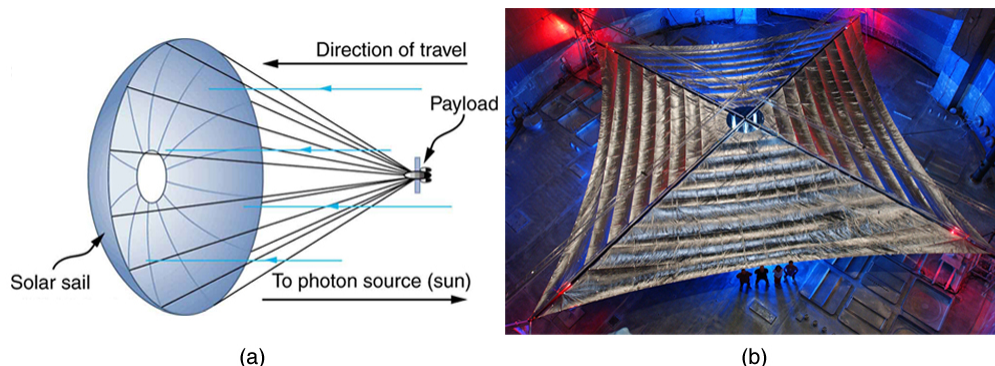 Direction of travel
Payload
Solar sail
To photon source (sun)
(a)
(b)